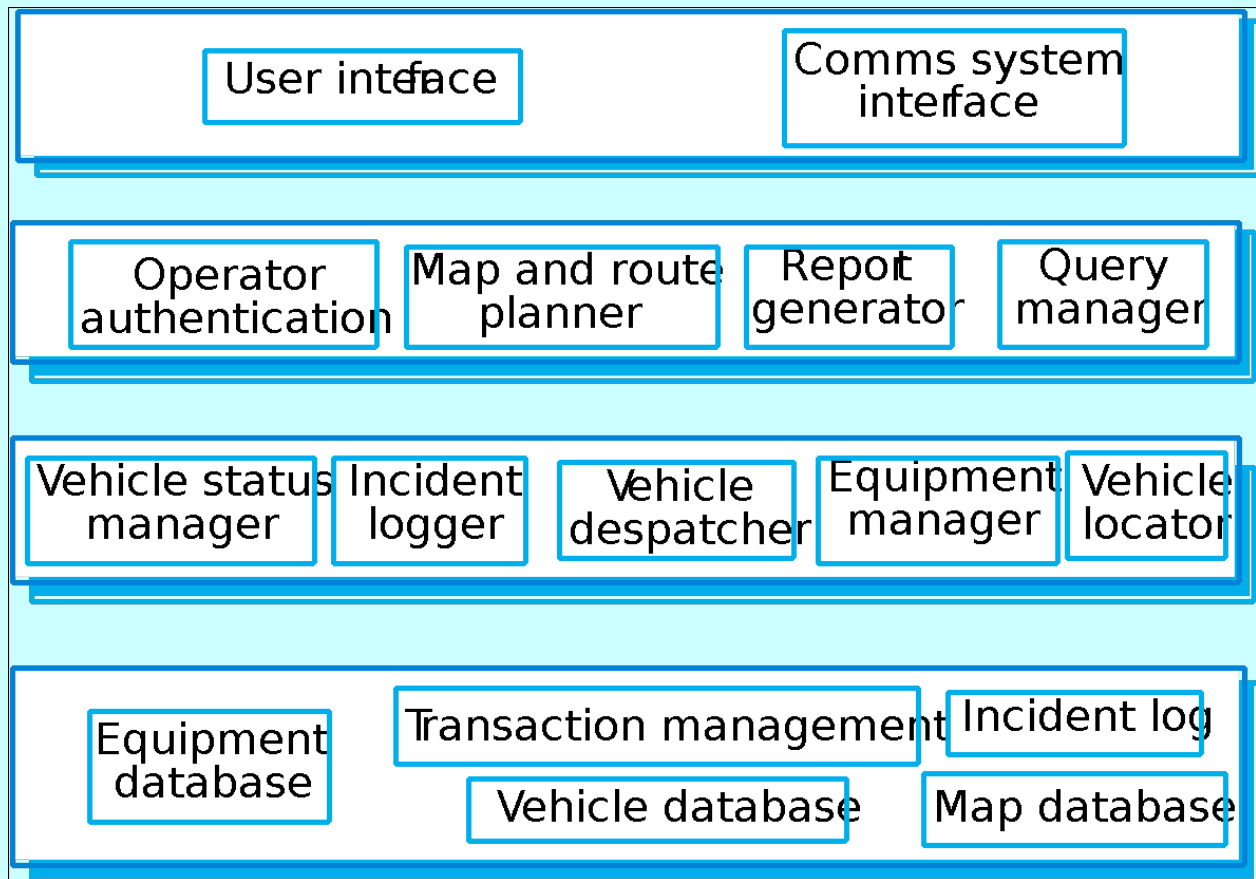 User interface
Comms system
interface
Operator
authentication
Map and route
planner
Report
generator
Query
manager
Vehicle status
manager
Incident
logger
Vehicle
despatcher
Equipment
manager
Vehicle
locator
Equipment
database
Transaction management
Incident log
Vehicle database
Map database